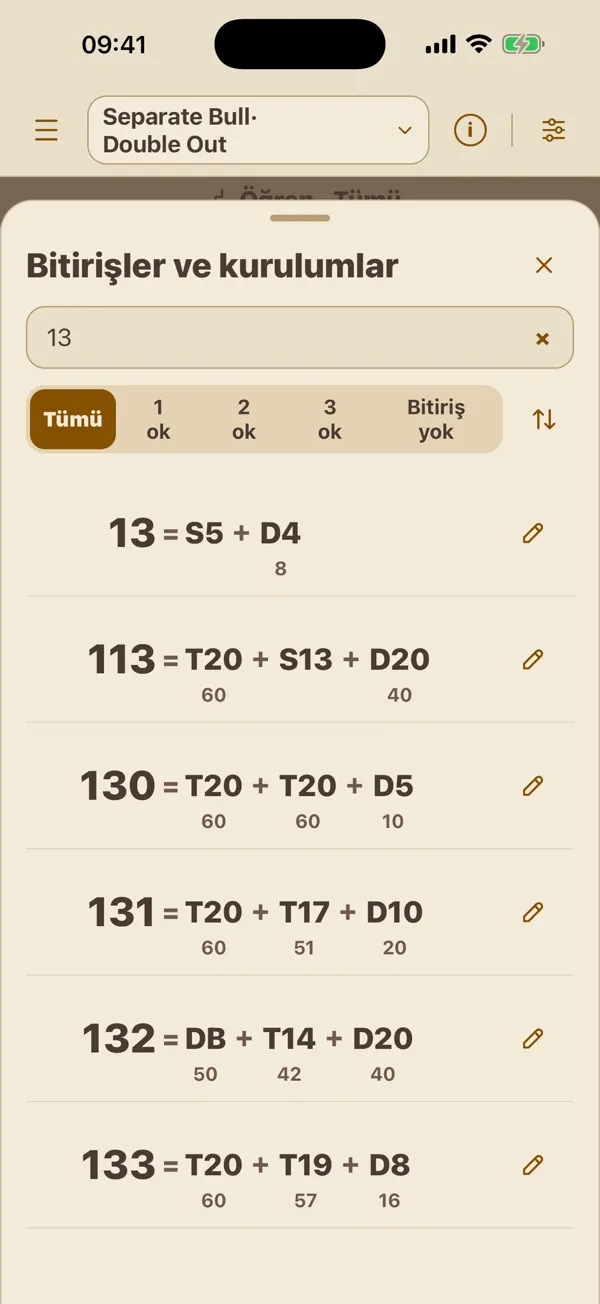 09:41
Separate Bull·
Double Out
Öğren - Tümü
Bitirişler ve kurulumlar
13
Tümü
1
ok
2
ok
3
ok
Bitiriş
yok
13 = S5 + D4
8
113 = T20 + S13 + D20
60 40
130 = T20 + T20 + D5
60 60 10
131 = T20 + T17 + D10
60 51 20
132 = DB + T14 + D20
50 42 40
133 = T20 + T19 + D8
60 57 16